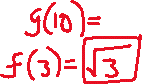 g(10)=
f(3)=√3